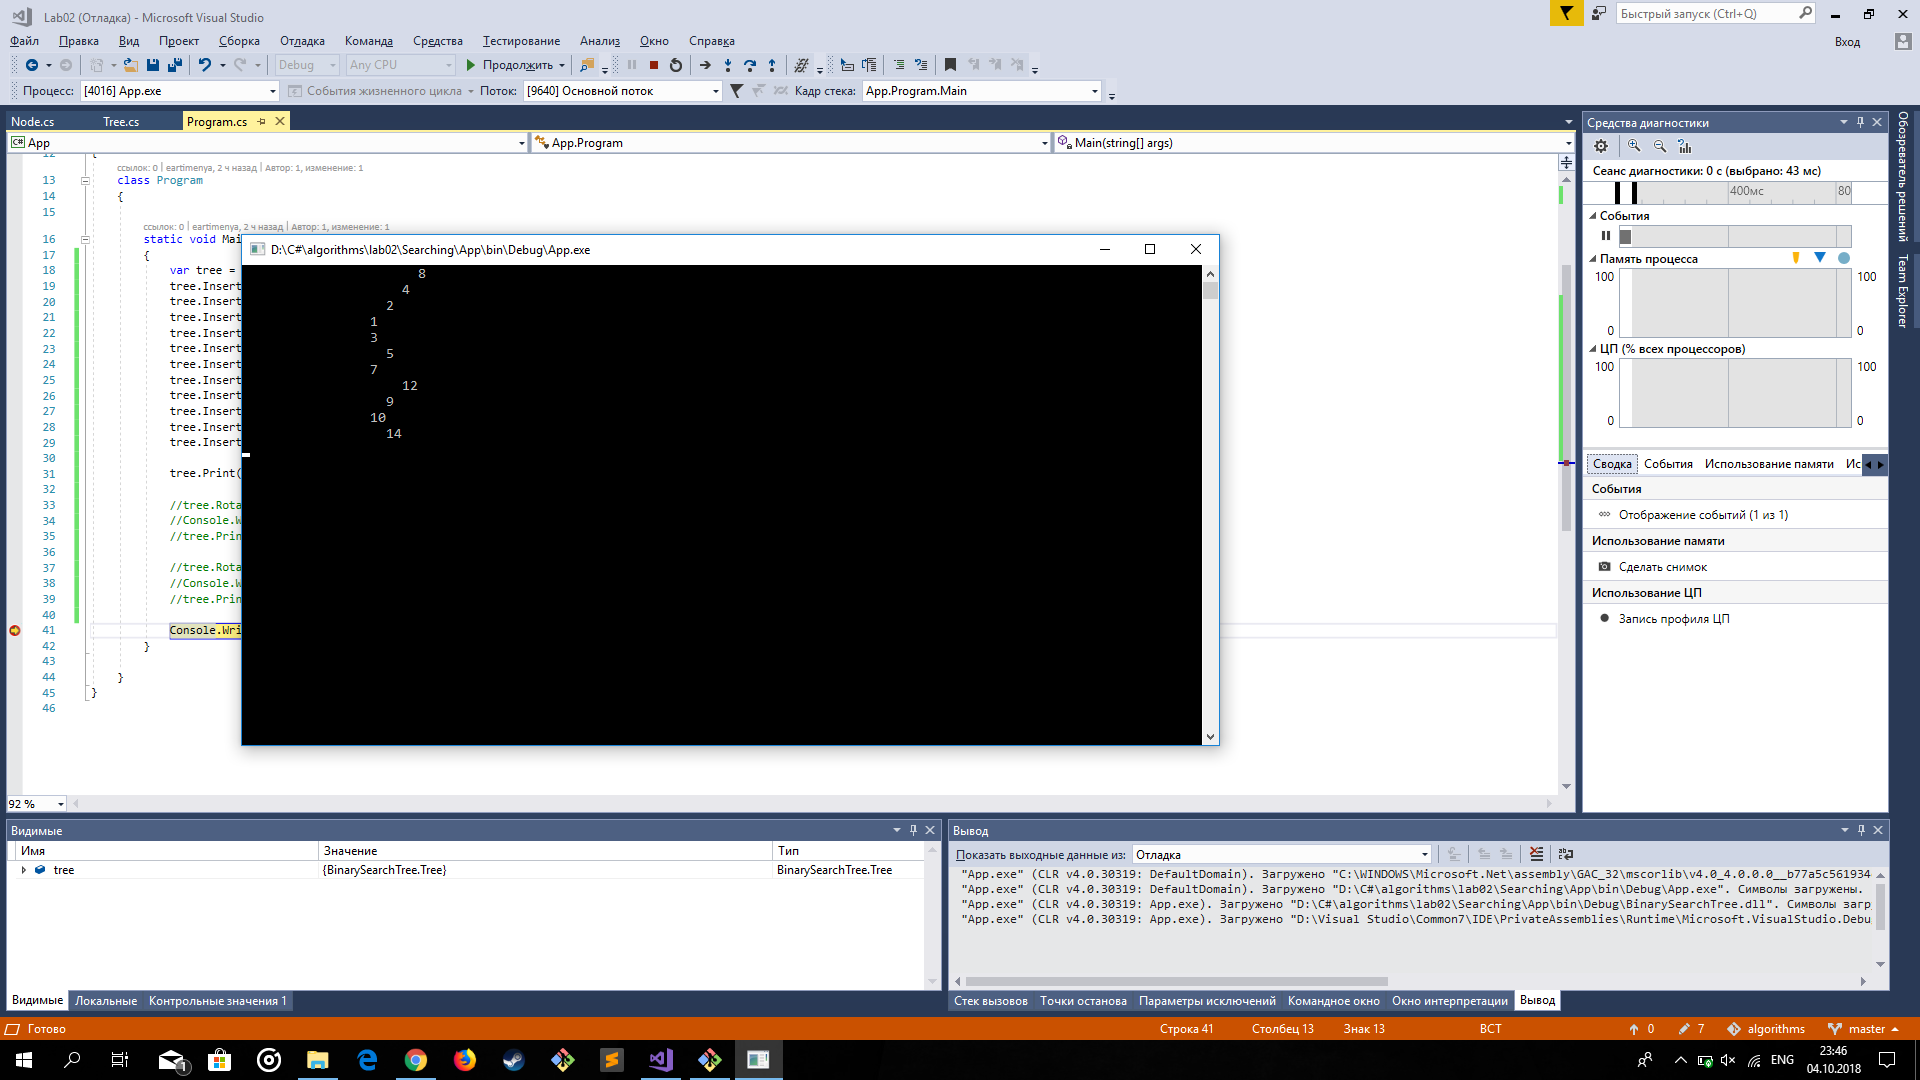 Lab02 (Отладка) - Microsoft Visual Studio
Быстрый запуск (Ctrl+Q)
Файл Правка Вид Проект Сборка Отладка Команда Средства Тестирование Анализ Окно Справка
Вход
Debug Any CPU Продолжить
Процесс: [4016] App.exe События жизненного цикла Поток: [9640] Основной поток Кадр стека: App.Program.Main
Node.cs Tree.cs Program.cs
App App.Program Main(string[] args)
12 {
ссылок: 0 | eartimenya, 2 ч назад | Автор: 1, изменение: 1
13 class Program
14 {
15
ссылок: 0 | eartimenya, 2 ч назад | Автор: 1, изменение: 1
16 static void Mai
17 {
18 var tree =
19 tree.Insert
20 tree.Insert
21 tree.Insert
22 tree.Insert
23 tree.Insert
24 tree.Insert
25 tree.Insert
26 tree.Insert
27 tree.Insert
28 tree.Insert
29 tree.Insert
30
31 tree.Print(
32
33 //tree.Rota
34 //Console.W
35 //tree.Prin
36
37 //tree.Rota
38 //Console.W
39 //tree.Prin
40
41 Console.Wri
42 }
43
44 }
45 }
46
92 %
D:\C#\algorithms\lab02\Searching\App\bin\Debug\App.exe
8
4
2
1
3
5
7
12
9
10
14
Средства диагностики
Сеанс диагностики: 0 с (выбрано: 43 мс)
400мс 80
События
Память процесса
100 100
0 0
ЦП (% всех процессоров)
100 100
0 0
Сводка События Использование памяти Ис
События
Отображение событий (1 из 1)
Использование памяти
Сделать снимок
Использование ЦП
Запись профиля ЦП
Обозреватель решений
Team Explorer
Видимые
Имя Значение Тип
tree {BinarySearchTree.Tree} BinarySearchTree.Tree
Видимые Локальные Контрольные значения 1
Вывод
Показать выходные данные из: Отладка
"App.exe" (CLR v4.0.30319: DefaultDomain). Загружено "C:\WINDOWS\Microsoft.Net\assembly\GAC_32\mscorlib\v4.0_4.0.0.0__b77a5c561934
"App.exe" (CLR v4.0.30319: DefaultDomain). Загружено "D:\C#\algorithms\lab02\Searching\App\bin\Debug\App.exe". Символы загружены.
"App.exe" (CLR v4.0.30319: App.exe). Загружено "D:\C#\algorithms\lab02\Searching\App\bin\Debug\BinarySearchTree.dll". Символы загр
"App.exe" (CLR v4.0.30319: App.exe). Загружено "D:\Visual Studio\Common7\IDE\PrivateAssemblies\Runtime\Microsoft.VisualStudio.Debu
Стек вызовов Точки останова Параметры исключений Командное окно Окно интерпретации Вывод
Готово Строка 41 Столбец 13 Знак 13 ВСТ 0 7 algorithms master
1
ENG
23:46
04.10.2018